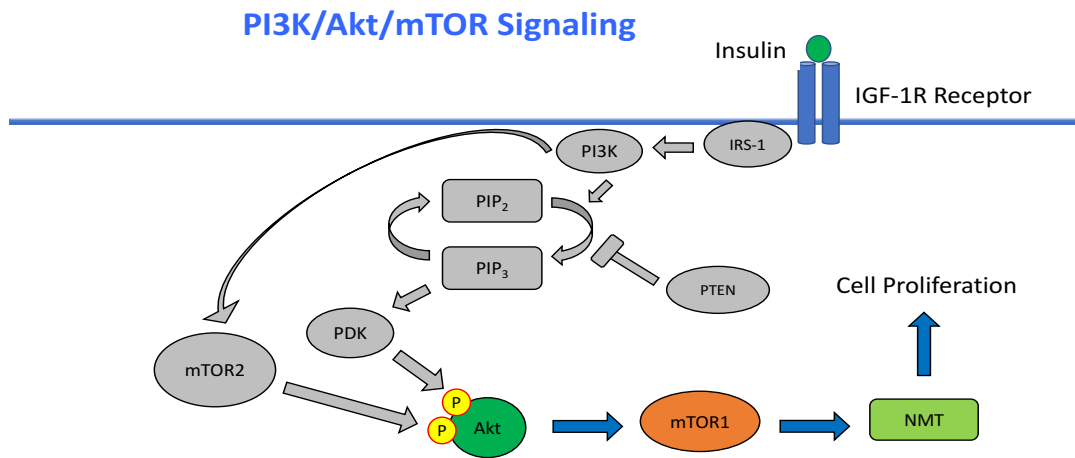 PI3K/Akt/mTOR Signaling
Insulin
IGF-1R Receptor
IRS-1
PI3K
PIP₂
PIP₃
PTEN
Cell Proliferation
PDK
mTOR2
P
P
Akt
mTOR1
NMT